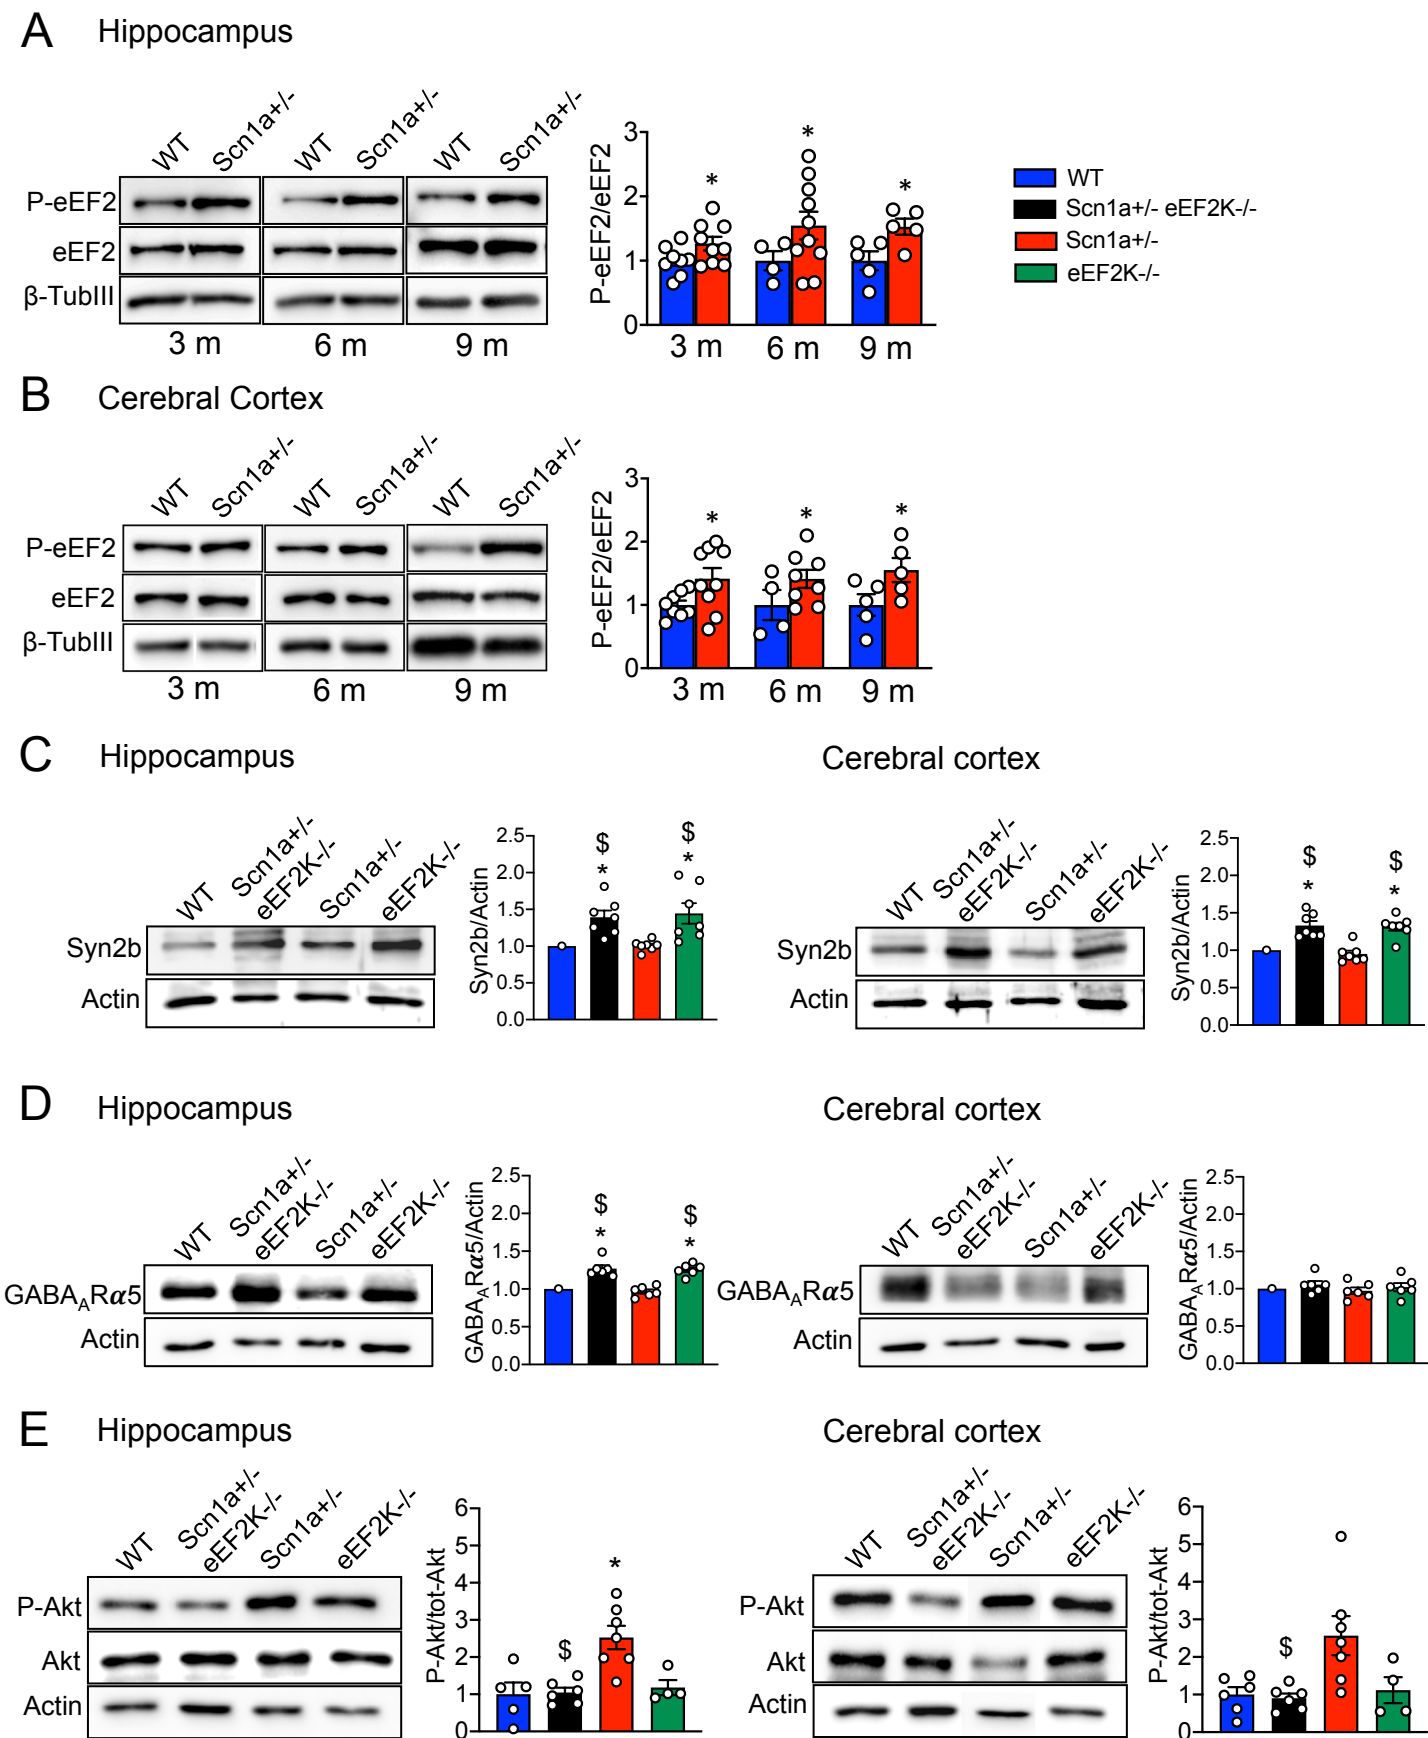 A Hippocampus
WT Scn1a+/- WT Scn1a+/- WT Scn1a+/-
P-eEF2
eEF2
β-TubIII
3 m 6 m 9 m
P-eEF2/eEF2
3
2
1
0
* * *
3 m 6 m 9 m
WT
Scn1a+/- eEF2K-/-
Scn1a+/-
eEF2K-/-
B Cerebral Cortex
WT Scn1a+/- WT Scn1a+/- WT Scn1a+/-
P-eEF2
eEF2
β-TubIII
3 m 6 m 9 m
P-eEF2/eEF2
3
2
1
0
* * *
3 m 6 m 9 m
C Hippocampus
WT Scn1a+/- eEF2K-/- Scn1a+/- eEF2K-/-
Syn2b
Actin
Syn2b/Actin
2.5
2.0
1.5
1.0
0.5
0.0
$ $
* *
Cerebral cortex
WT Scn1a+/- eEF2K-/- Scn1a+/- eEF2K-/-
Syn2b
Actin
Syn2b/Actin
2.5
2.0
1.5
1.0
0.5
0.0
$ $
* *
D Hippocampus
WT Scn1a+/- eEF2K-/- Scn1a+/- eEF2K-/-
GABAARα5
Actin
GABAARα5/Actin
2.5
2.0
1.5
1.0
0.5
0.0
$ $
* *
Cerebral cortex
WT Scn1a+/- eEF2K-/- Scn1a+/- eEF2K-/-
GABAARα5
Actin
GABAARα5/Actin
2.5
2.0
1.5
1.0
0.5
0.0
E Hippocampus
WT Scn1a+/- eEF2K-/- Scn1a+/- eEF2K-/-
P-Akt
Akt
Actin
P-Akt/tot-Akt
6
5
4
3
2
1
0
$ *
Cerebral cortex
WT Scn1a+/- eEF2K-/- Scn1a+/- eEF2K-/-
P-Akt
Akt
Actin
P-Akt/tot-Akt
6
5
4
3
2
1
0
$